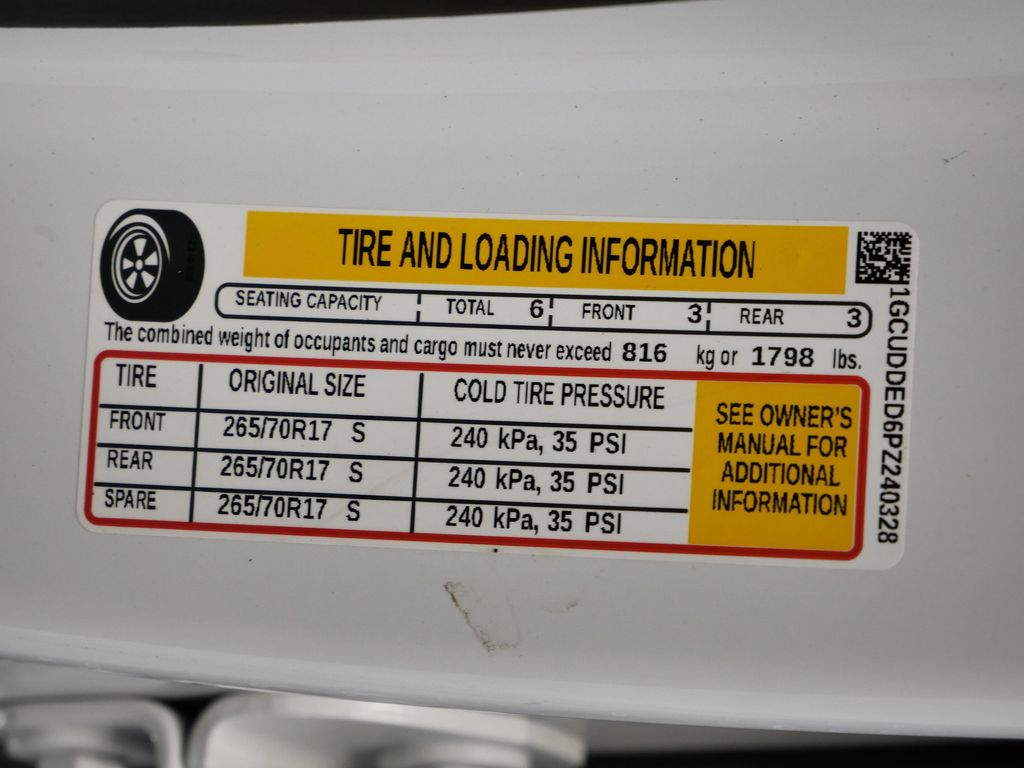 TIRE AND LOADING INFORMATION
SEATING CAPACITY TOTAL 6 FRONT 3 REAR 3
The combined weight of occupants and cargo must never exceed 816 kg or 1798 lbs.
TIRE ORIGINAL SIZE COLD TIRE PRESSURE
FRONT 265/70R17 S 240 kPa, 35 PSI
REAR 265/70R17 S 240 kPa, 35 PSI
SPARE 265/70R17 S 240 kPa, 35 PSI
SEE OWNER'S
MANUAL FOR
ADDITIONAL
INFORMATION
1GCUDDED6PZ240328